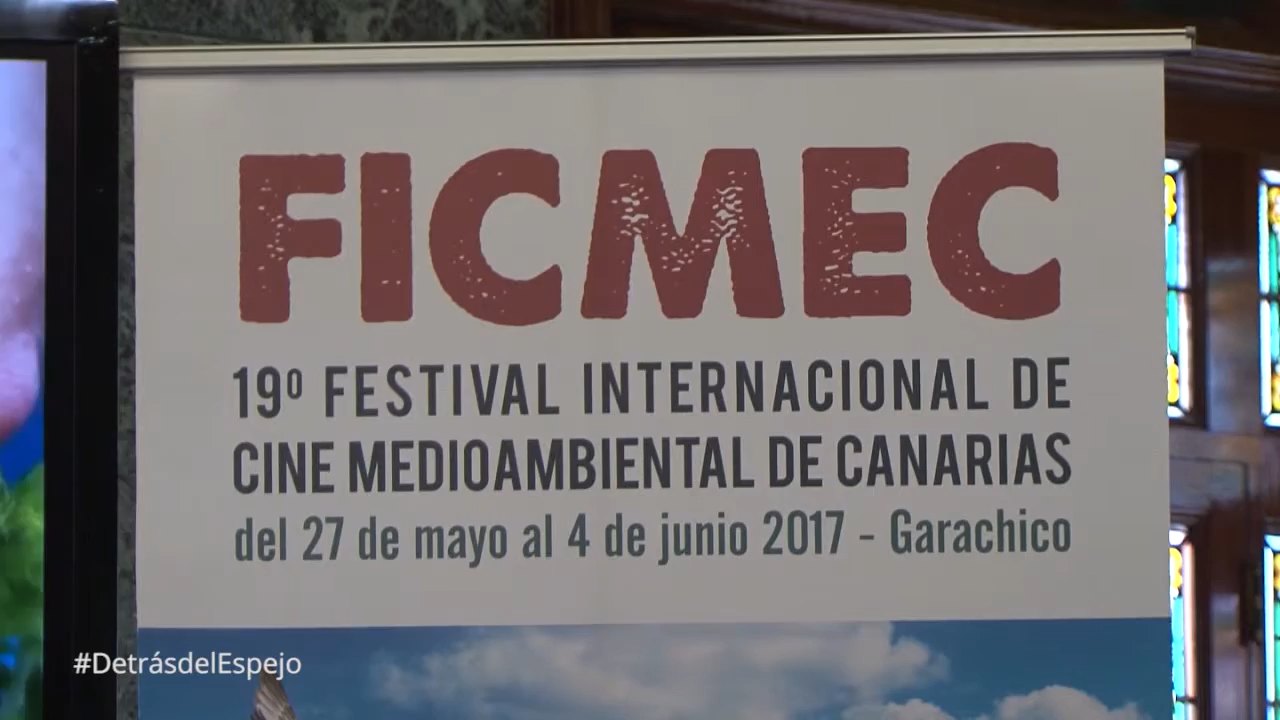 FICMEC
19º FESTIVAL INTERNACIONAL DE
CINE MEDIOAMBIENTAL DE CANARIAS
del 27 de mayo al 4 de junio 2017 - Garachico
#DetrásdelEspejo